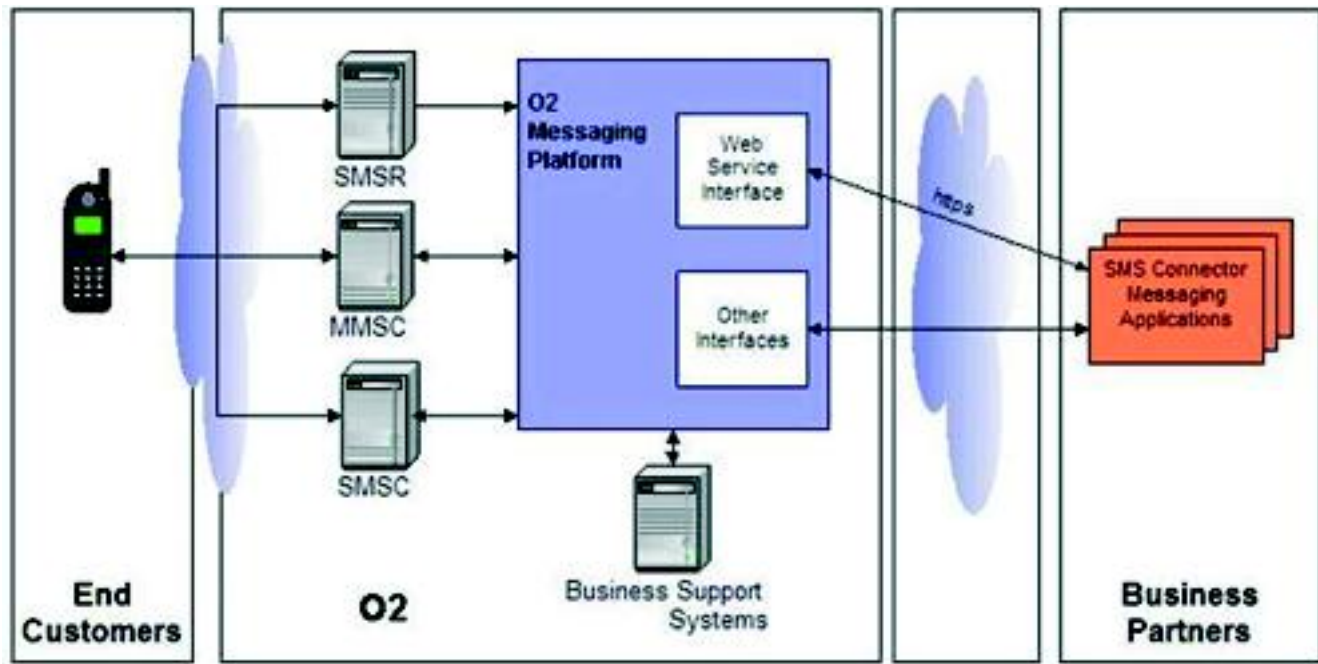 O2
Messaging
Platform
SMSR
Web
Service
Interface
https
MMSC
SMS Connector
Messaging
Applications
Other
Interfaces
SMSC
Business Support
Systems
End
Customers
O2
Business
Partners